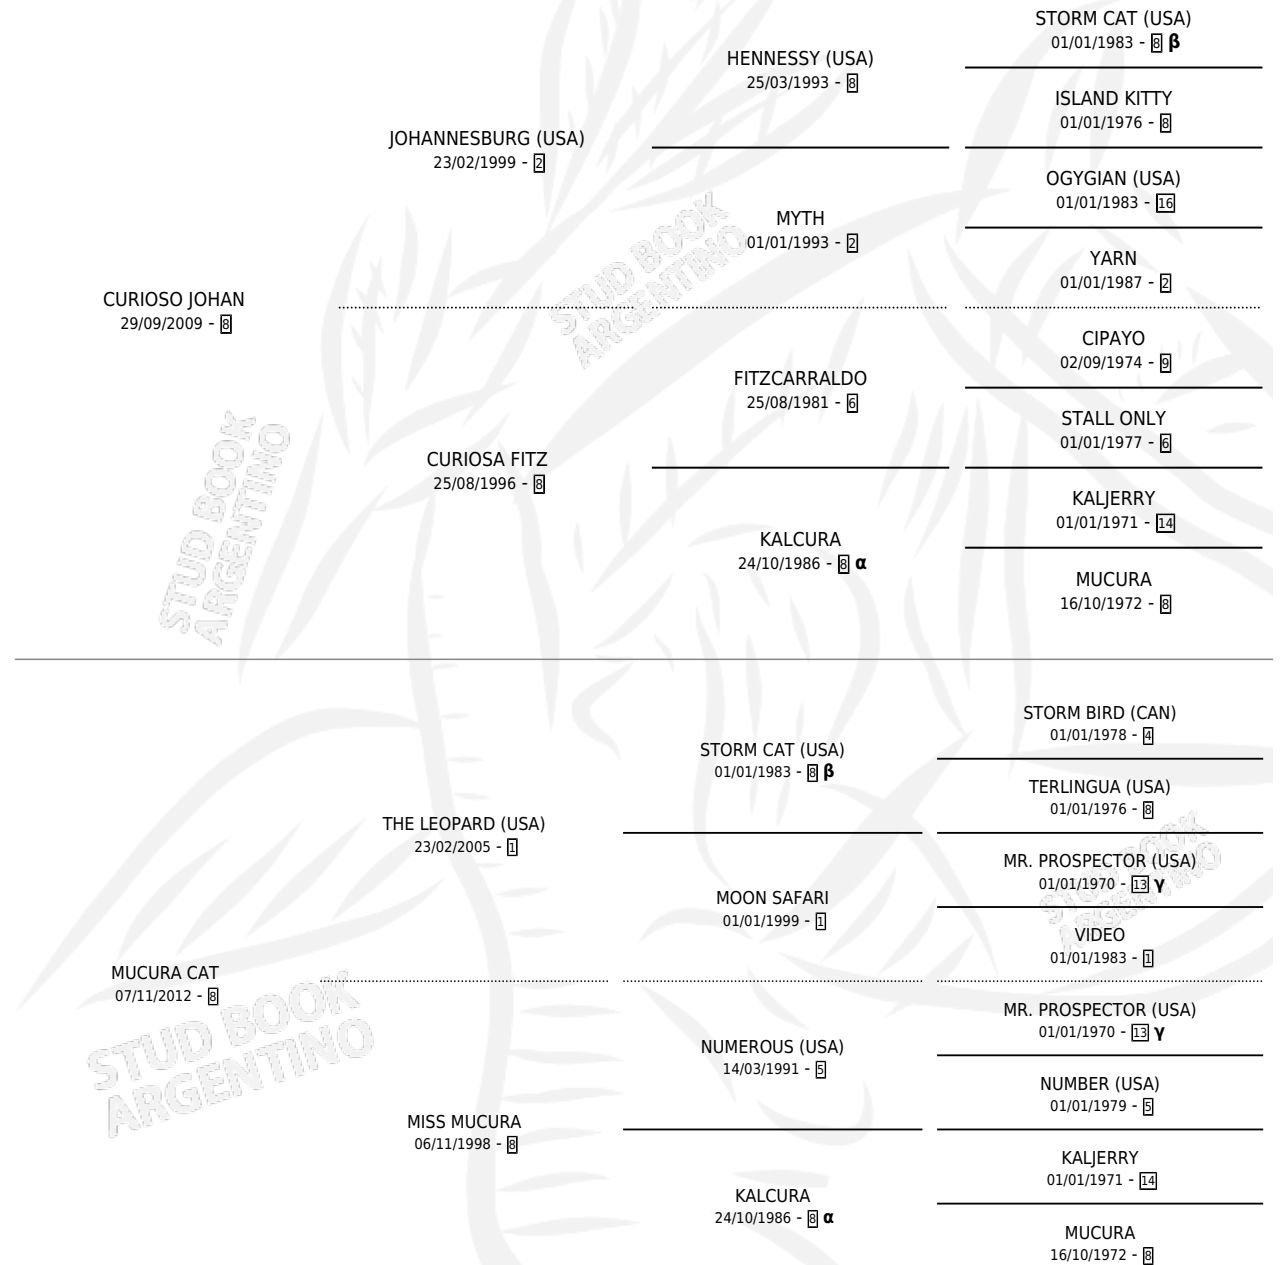 STORM CAT (USA)
01/01/1983 - 8 β
HENNESSY (USA)
25/03/1993 - 8
ISLAND KITTY
01/01/1976 - 8
JOHANNESBURG (USA)
23/02/1999 - 2
OGYGIAN (USA)
01/01/1983 - 16
MYTH
01/01/1993 - 2
YARN
01/01/1987 - 2
CURIOSO JOHAN
29/09/2009 - 8
CIPAYO
02/09/1974 - 9
FITZCARRALDO
25/08/1981 - 6
STALL ONLY
01/01/1977 - 6
CURIOSA FITZ
25/08/1996 - 8
KALJERRY
01/01/1971 - 14
KALCURA
24/10/1986 - 8 α
MUCURA
16/10/1972 - 8
STORM BIRD (CAN)
01/01/1978 - 4
STORM CAT (USA)
01/01/1983 - 8 β
TERLINGUA (USA)
01/01/1976 - 8
THE LEOPARD (USA)
23/02/2005 - 1
MR. PROSPECTOR (USA)
01/01/1970 - 13 γ
MOON SAFARI
01/01/1999 - 1
VIDEO
01/01/1983 - 1
MUCURA CAT
07/11/2012 - 8
MR. PROSPECTOR (USA)
01/01/1970 - 13 γ
NUMEROUS (USA)
14/03/1991 - 5
NUMBER (USA)
01/01/1979 - 5
MISS MUCURA
06/11/1998 - 8
KALJERRY
01/01/1971 - 14
KALCURA
24/10/1986 - 8 α
MUCURA
16/10/1972 - 8
STUD BOOK
ARGENTINO
STUD BOOK
ARGENTINO
STUD BOOK
ARGENTINO
STUD BOOK
ARGENTINO